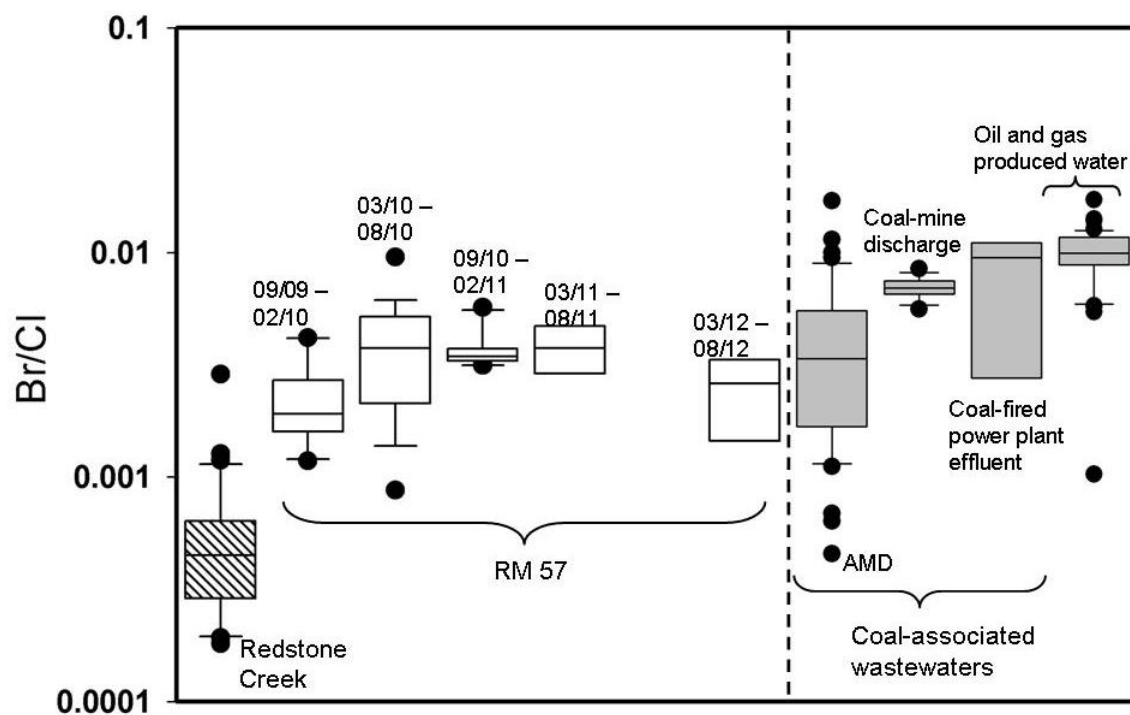 0.1
0.01
0.001
0.0001
Br/Cl
09/09 –
02/10
03/10 –
08/10
09/10 –
02/11
03/11 –
08/11
03/12 –
08/12
RM 57
Redstone
Creek
Oil and gas
produced water
Coal-mine
discharge
Coal-fired
power plant
effluent
AMD
Coal-associated
wastewaters